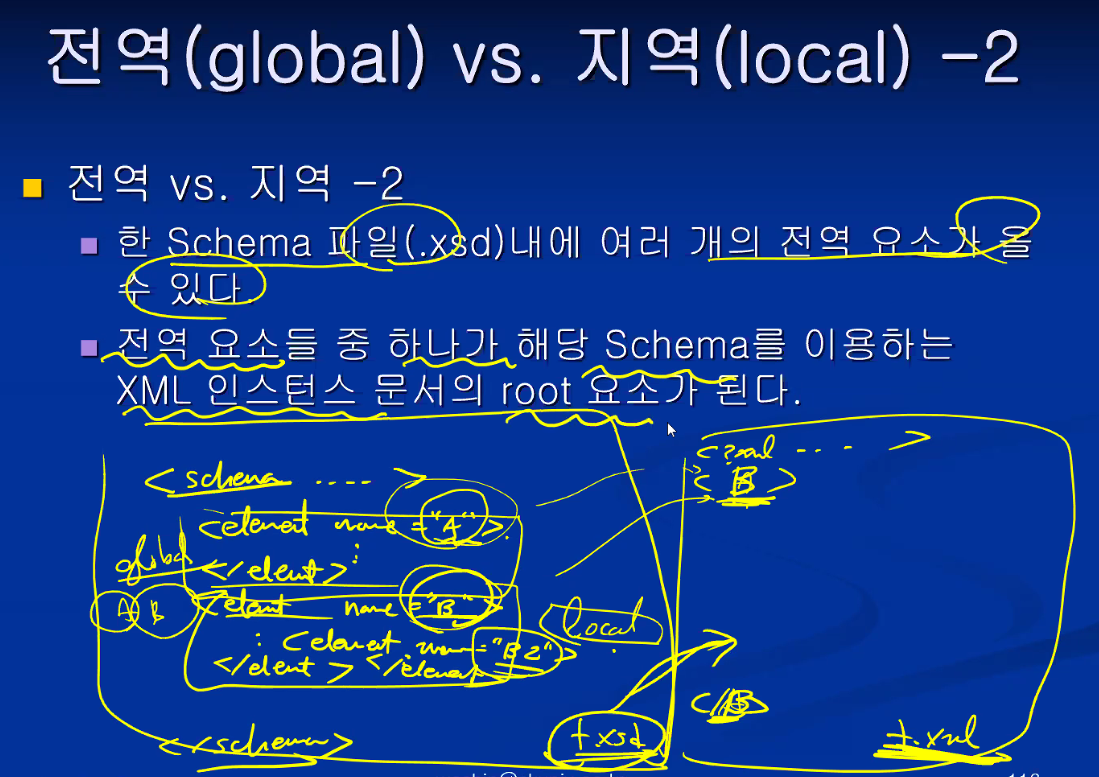 전역(global) vs. 지역(local) -2
전역 vs. 지역 -2
한 Schema 파일(.xsd)내에 여러 개의 전역 요소가 올
수 있다.
전역 요소들 중 하나가 해당 Schema를 이용하는
XML 인스턴스 문서의 root 요소가 된다.
<schema ....>
<element name="A">
global </element>
A B <element name="B">
<element name="B2"> local
</element> </element>
</schema>
t.xsd
<?xml ... >
<B>
</B>
t.xml